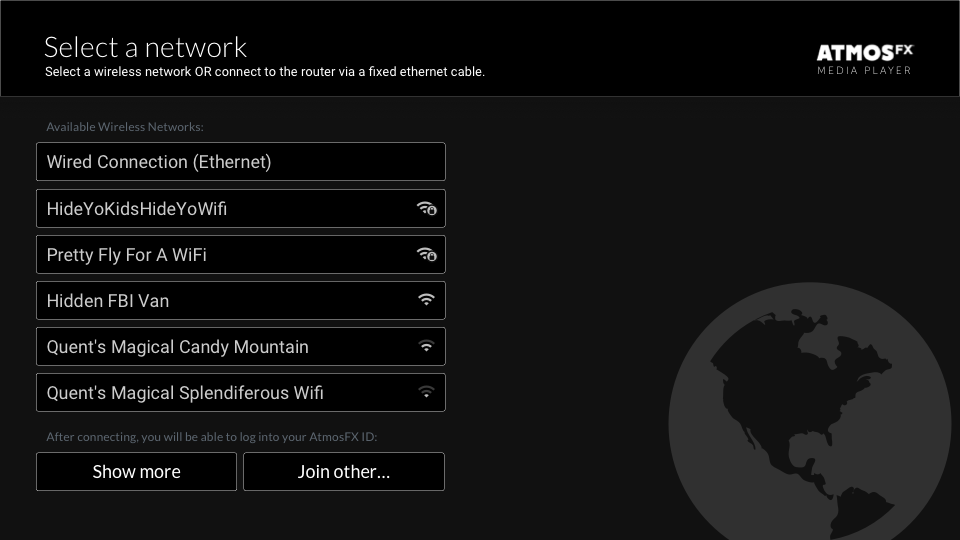 Select a network
Select a wireless network OR connect to the router via a fixed ethernet cable.
ATMOSFX
MEDIA PLAYER
Available Wireless Networks:
Wired Connection (Ethernet)
HideYoKidsHideYoWifi
Pretty Fly For A WiFi
Hidden FBI Van
Quent's Magical Candy Mountain
Quent's Magical Splendiferous Wifi
After connecting, you will be able to log into your AtmosFX ID:
Show more
Join other...